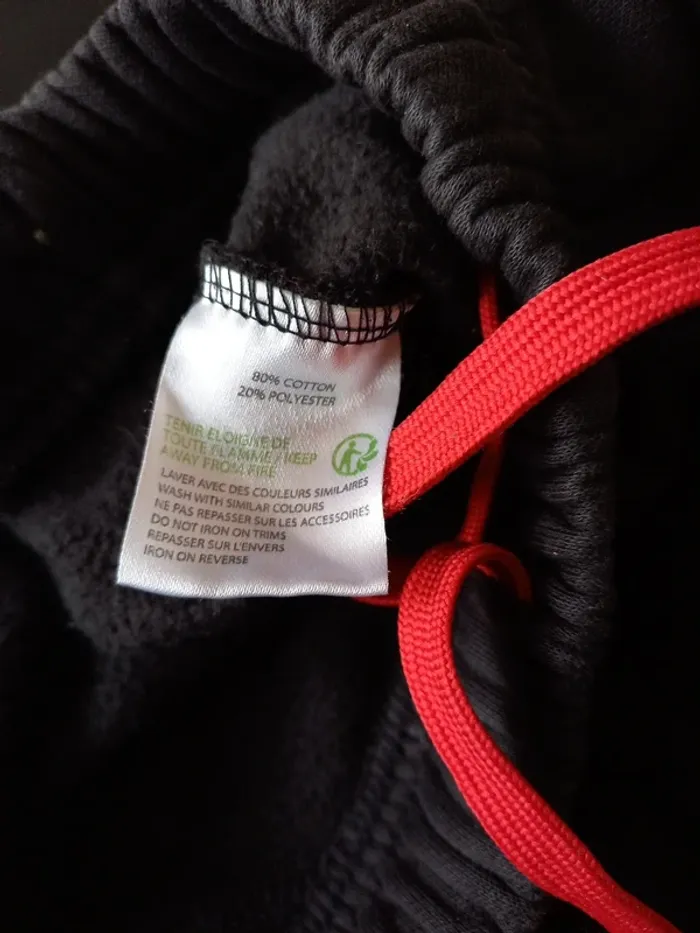 80% COTTON
20% POLYESTER
TENIR ELOIGNE DE
TOUTE FLAMME / KEEP
AWAY FROM FIRE
LAVER AVEC DES COULEURS SIMILAIRES
WASH WITH SIMILAR COLOURS
NE PAS REPASSER SUR LES ACCESSOIRES
DO NOT IRON ON TRIMS
REPASSER SUR L'ENVERS
IRON ON REVERSE